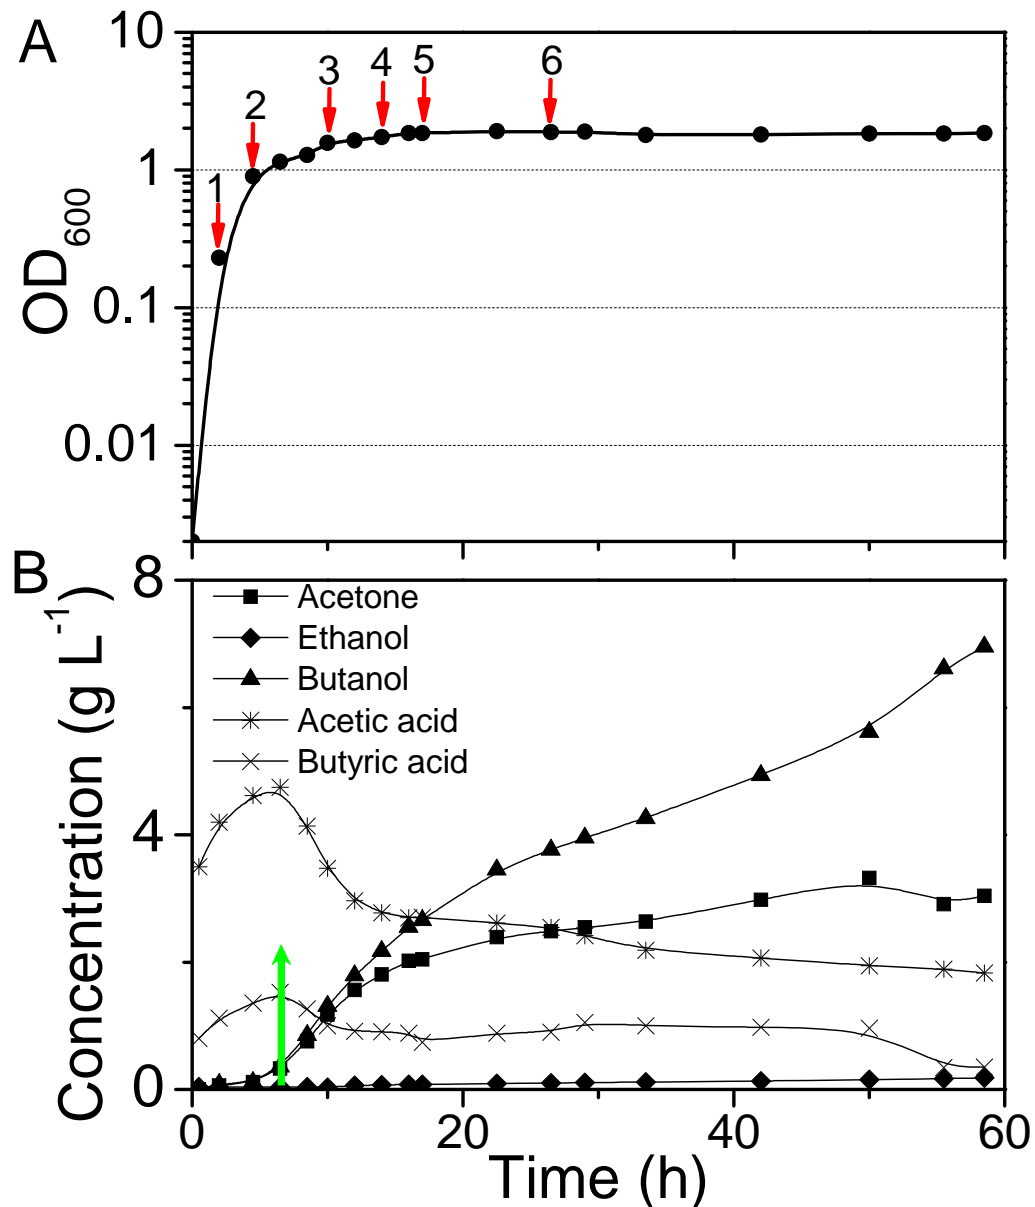 A
10
1
0.1
0.01
OD600
1
2
3
4
5
6
B
8
4
0
Concentration (g L-1)
Acetone
Ethanol
Butanol
Acetic acid
Butyric acid
0
20
40
60
Time (h)